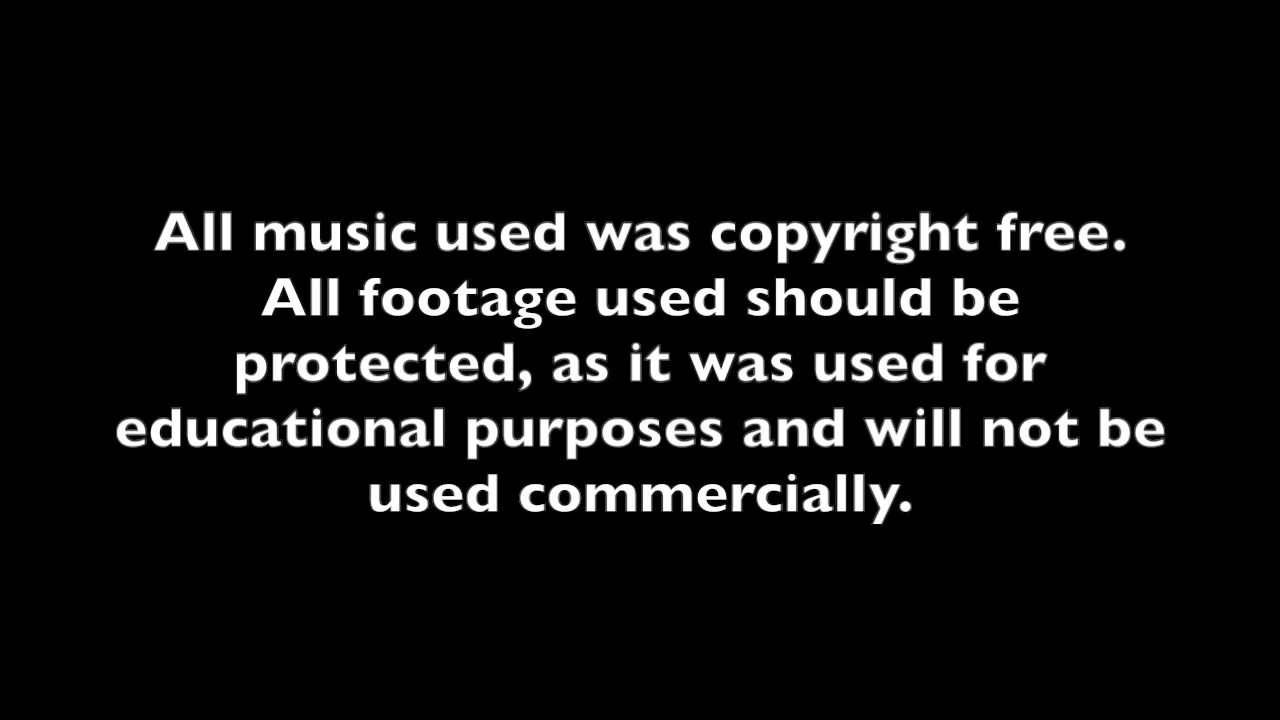 All music used was copyright free.
All footage used should be
protected, as it was used for
educational purposes and will not be
used commercially.